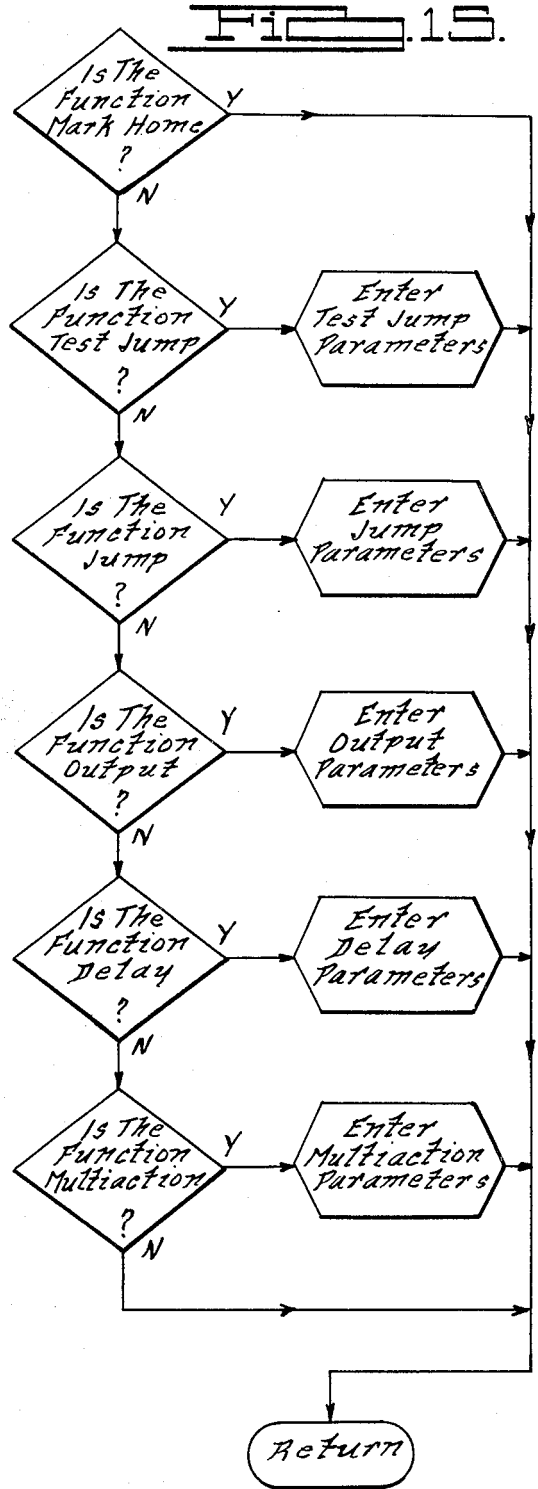 Fig. 15.
Is The
Function
Mark Home
?
Y
N
Is The
Function
Test Jump
?
Y
N
Enter
Test Jump
Parameters
Is The
Function
Jump
?
Y
N
Enter
Jump
Parameters
Is The
Function
Output
?
Y
N
Enter
Output
Parameters
Is The
Function
Delay
?
Y
N
Enter
Delay
Parameters
Is The
Function
Multiaction
?
Y
N
Enter
Multiaction
Parameters
Return